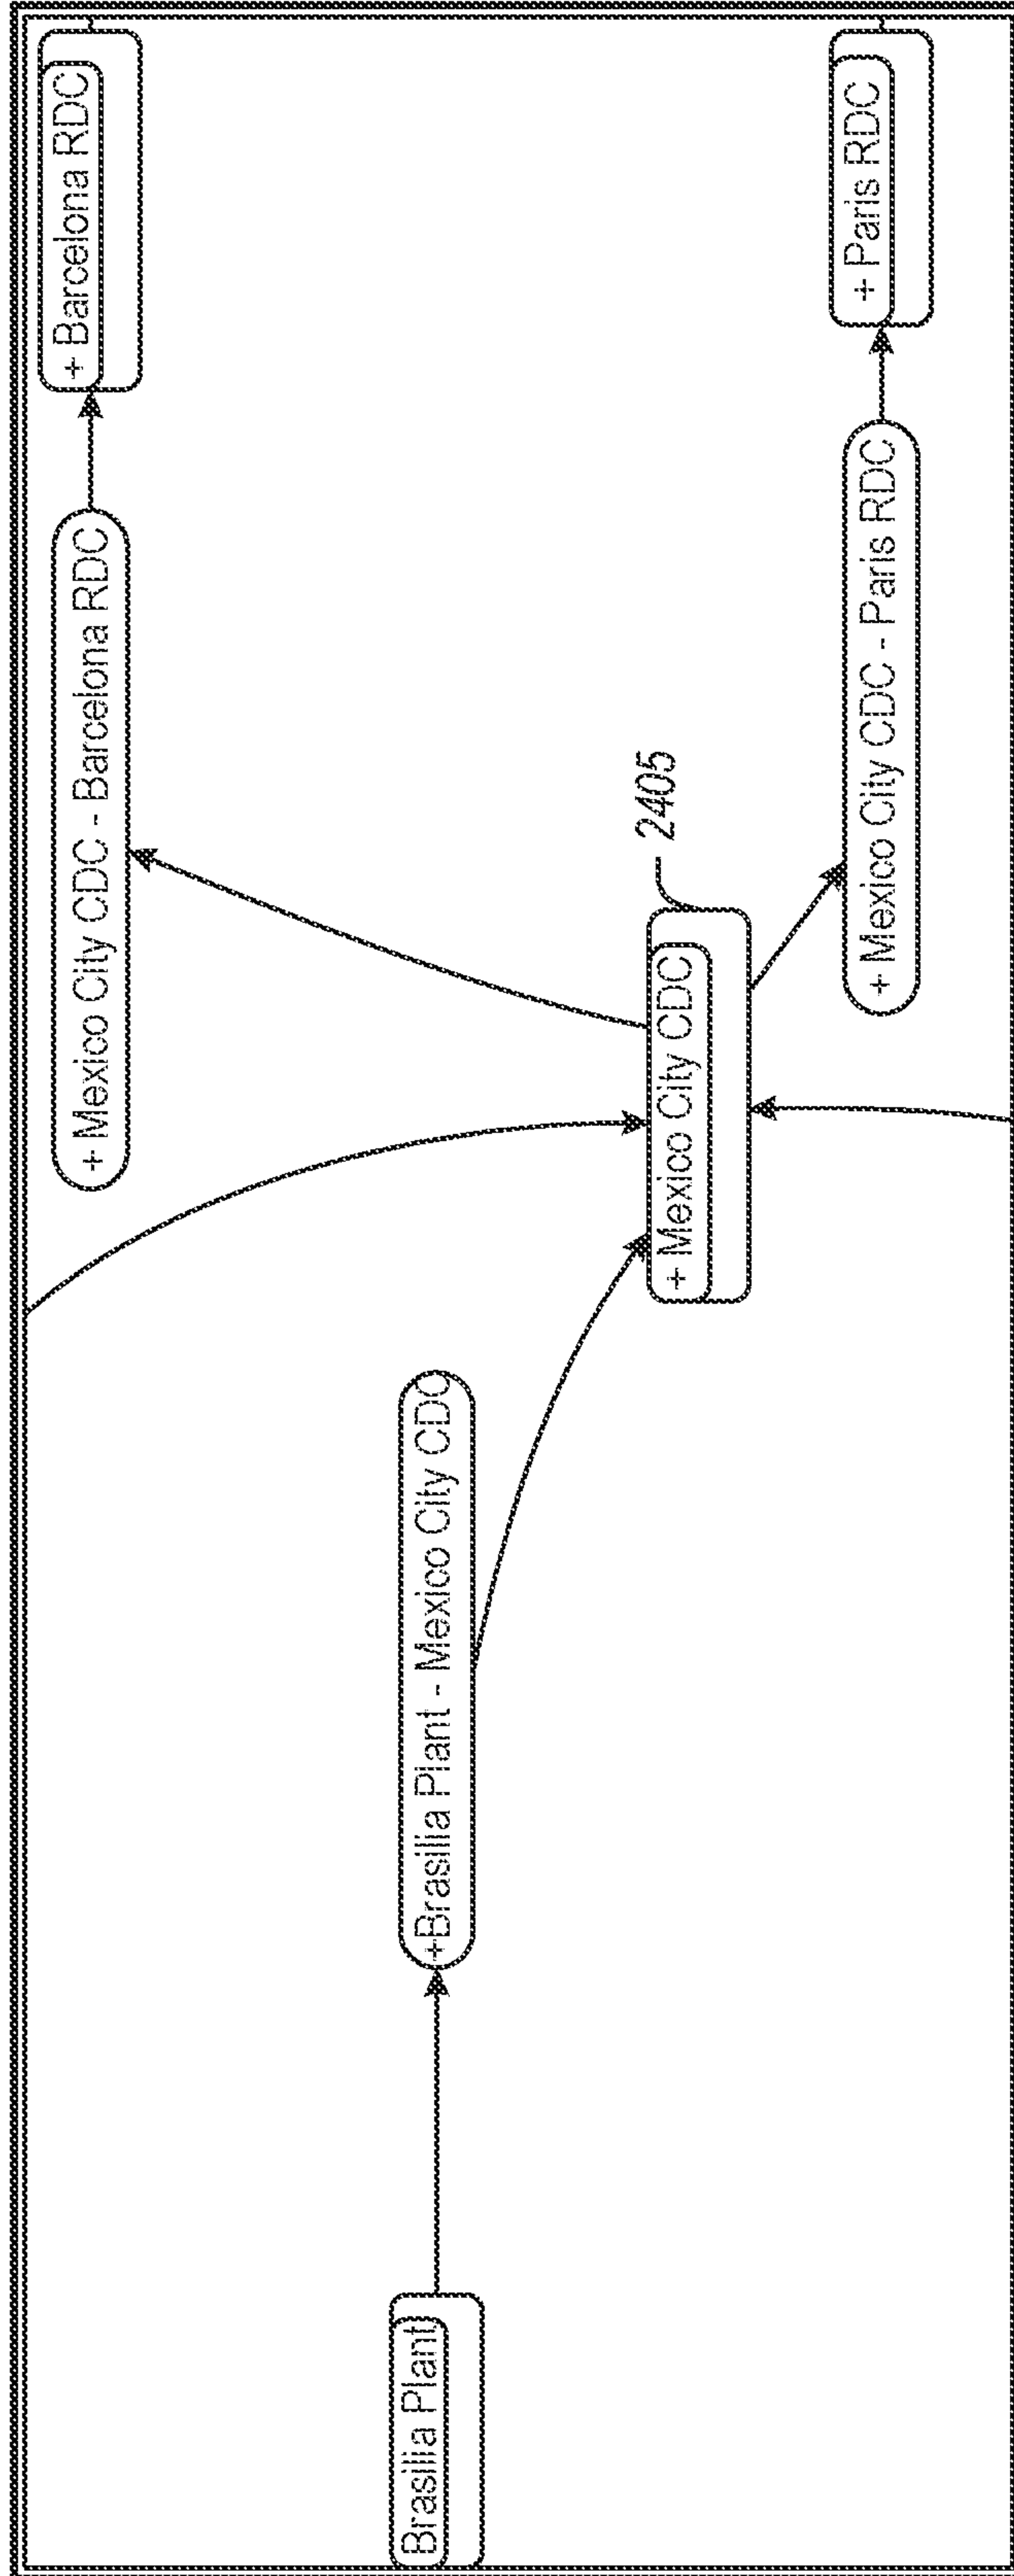 + Mexico City CDC - Barcelona RDC
+ Barcelona RDC
Brasilia Plant
+Brasilia Plant - Mexico City CDC
2405
+ Mexico City CDC
+ Mexico City CDC - Paris RDC
+ Paris RDC